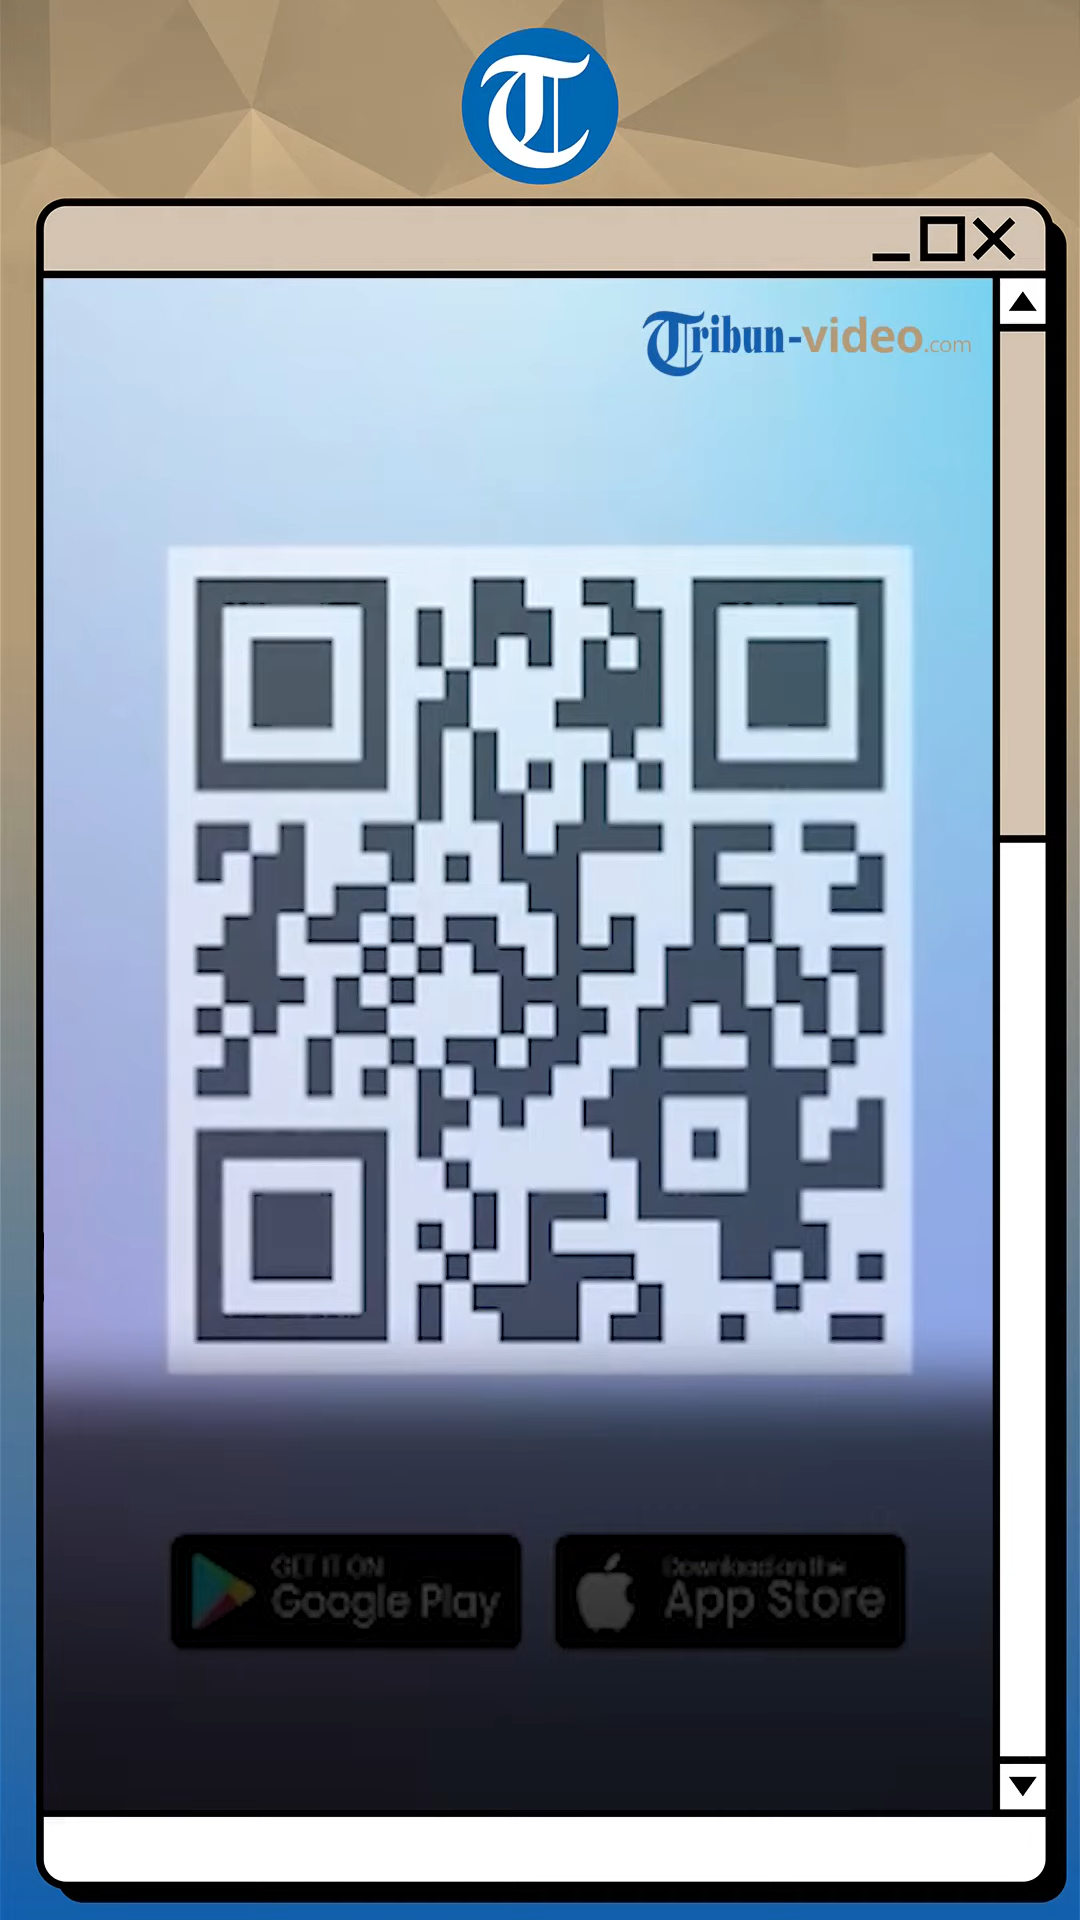 T
Tribun-video.com
GET IT ON
Google Play
Download on the
App Store